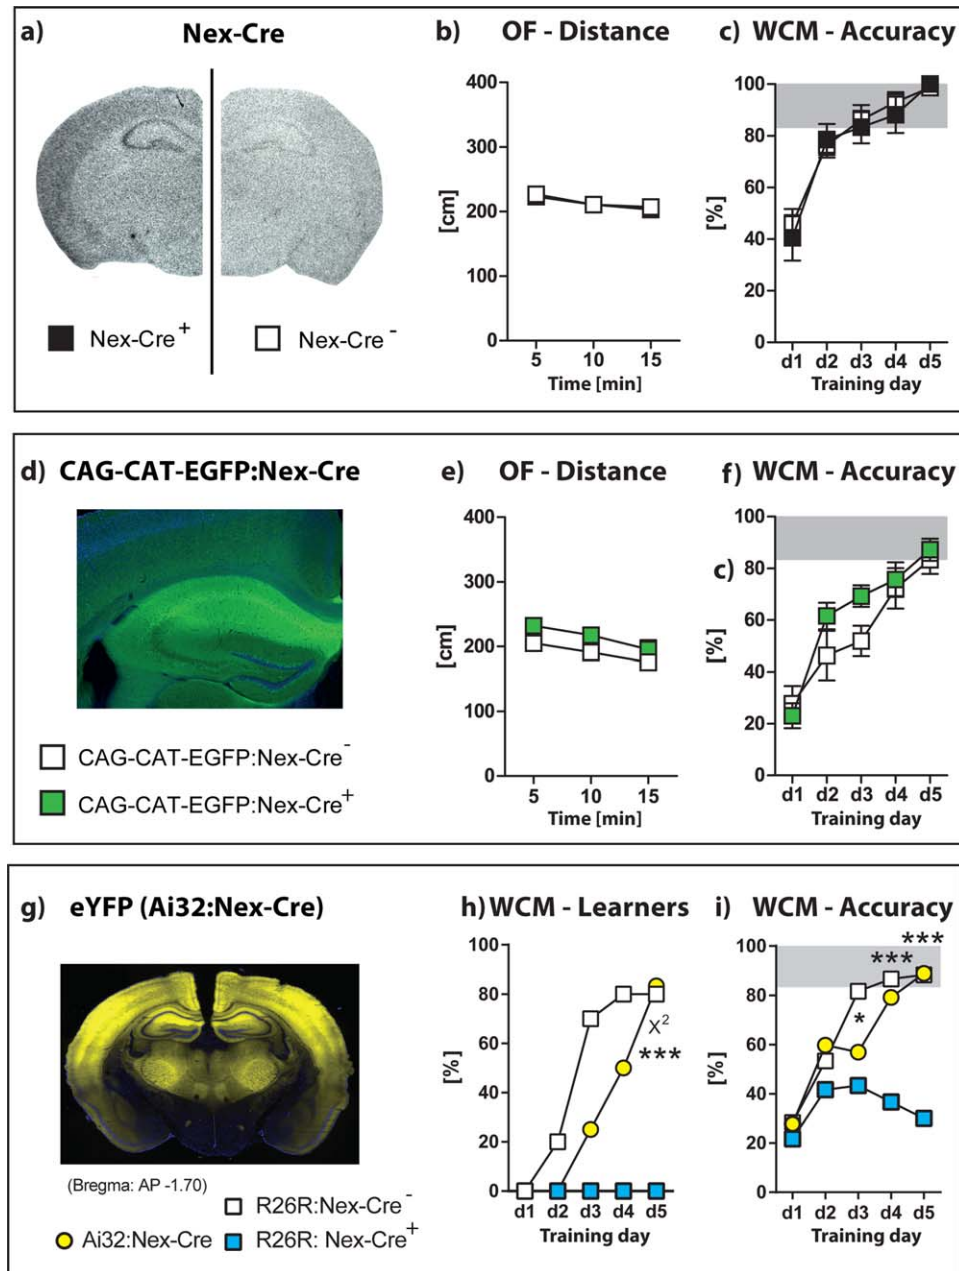 a) Nex-Cre
Nex-Cre+
Nex-Cre-
b) OF - Distance
400
300
200
100
0
[cm]
5 10 15
Time [min]
c) WCM - Accuracy
100
80
60
40
20
0
[%]
d1 d2 d3 d4 d5
Training day
d) CAG-CAT-EGFP:Nex-Cre
CAG-CAT-EGFP:Nex-Cre-
CAG-CAT-EGFP:Nex-Cre+
e) OF - Distance
400
300
200
100
0
[cm]
5 10 15
Time [min]
f) WCM - Accuracy
100
80
c)
60
40
20
0
[%]
d1 d2 d3 d4 d5
Training day
g) eYFP (Ai32:Nex-Cre)
(Bregma: AP -1.70)
R26R:Nex-Cre-
Ai32:Nex-Cre
R26R: Nex-Cre+
h) WCM - Learners
100
80
60
40
20
0
[%]
X2
***
d1 d2 d3 d4 d5
Training day
i) WCM - Accuracy
100
80
60
40
20
0
[%]
***
***
*
d1 d2 d3 d4 d5
Training day